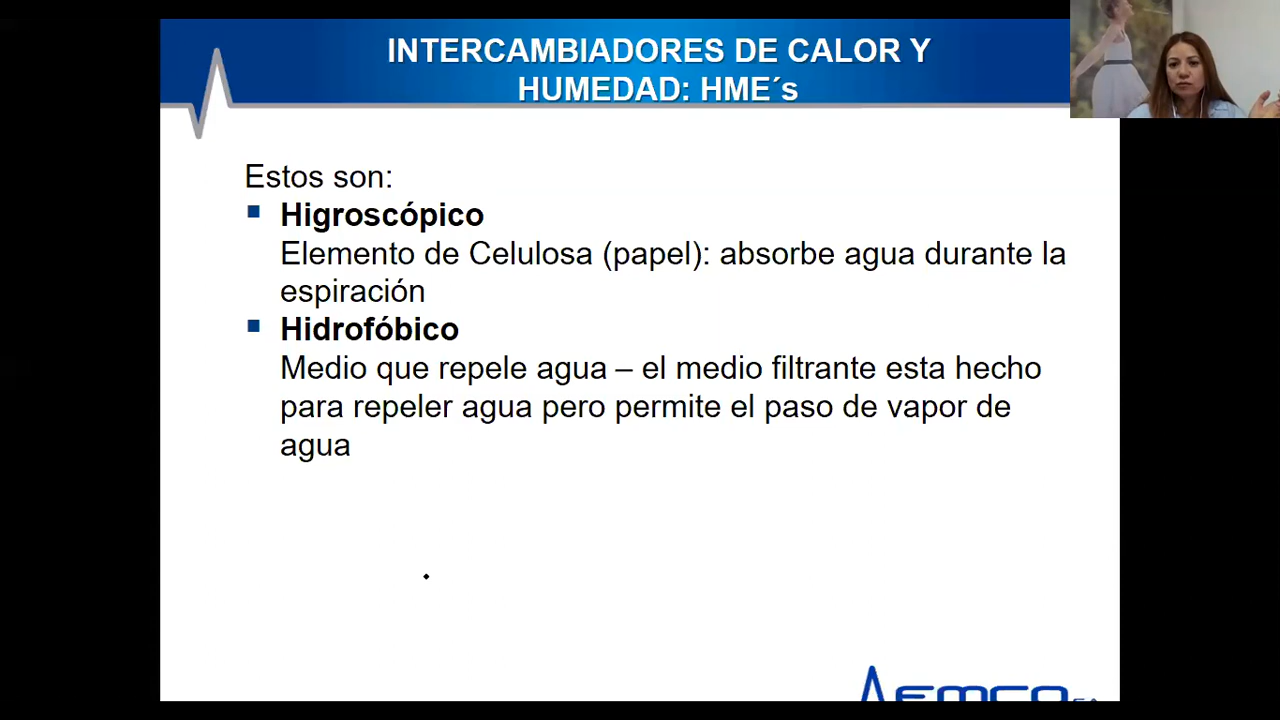 INTERCAMBIADORES DE CALOR Y
HUMEDAD: HME´s
Estos son:
Higroscópico
Elemento de Celulosa (papel): absorbe agua durante la
espiración
Hidrofóbico
Medio que repele agua – el medio filtrante esta hecho
para repeler agua pero permite el paso de vapor de
agua